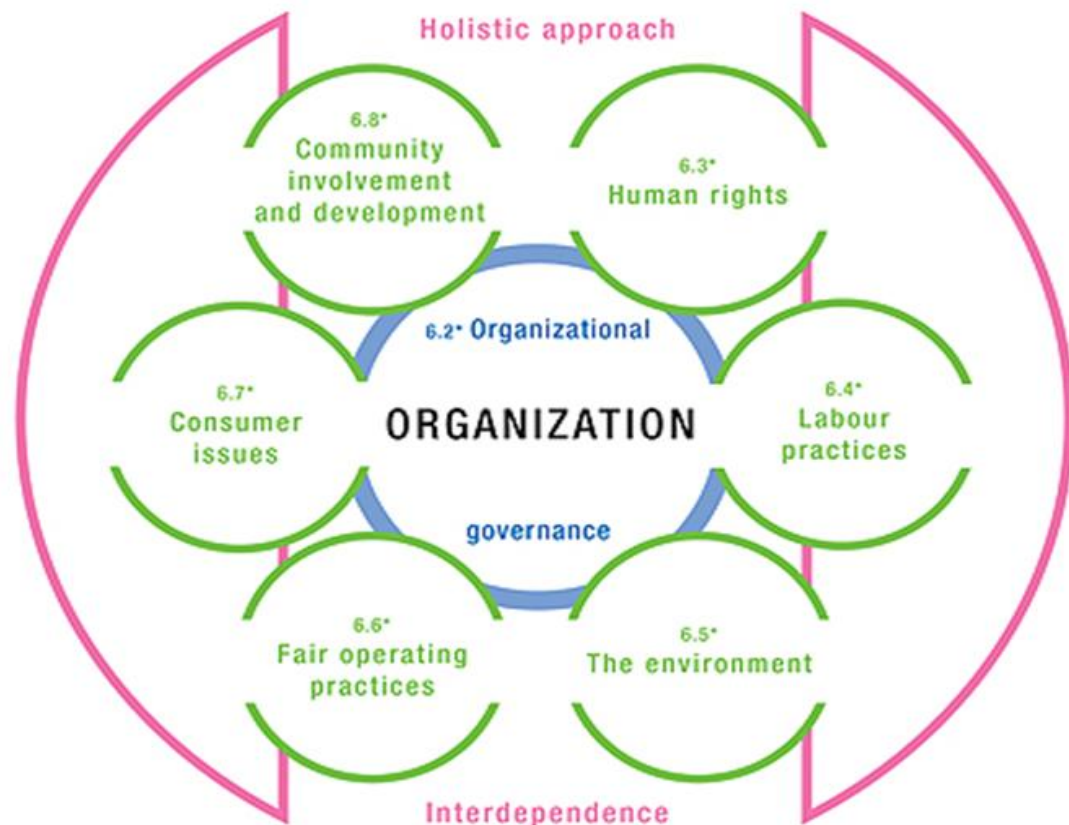 Holistic approach
6.8*
Community
involvement
and development
6.3*
Human rights
6.2* Organizational
6.7*
Consumer
issues
ORGANIZATION
6.4*
Labour
practices
governance
6.6*
Fair operating
practices
6.5*
The environment
Interdependence